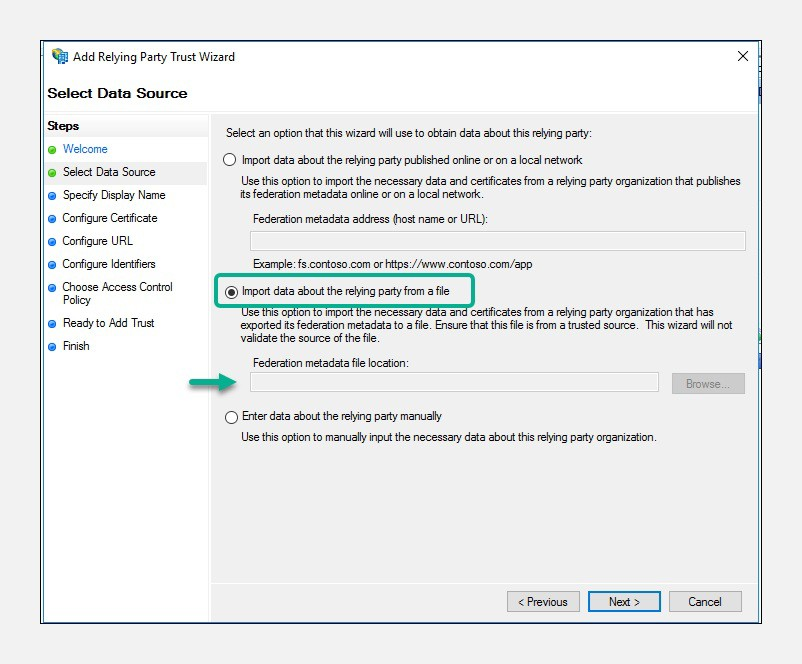 Add Relying Party Trust Wizard
Select Data Source
Steps
Welcome
Select Data Source
Specify Display Name
Configure Certificate
Configure URL
Configure Identifiers
Choose Access Control
Policy
Ready to Add Trust
Finish
Select an option that this wizard will use to obtain data about this relying party:
Import data about the relying party published online or on a local network
Use this option to import the necessary data and certificates from a relying party organization that publishes
its federation metadata online or on a local network.
Federation metadata address (host name or URL):
Example: fs.contoso.com or https://www.contoso.com/app
Import data about the relying party from a file
Use this option to import the necessary data and certificates from a relying party organization that has
exported its federation metadata to a file. Ensure that this file is from a trusted source.  This wizard will not
validate the source of the file.
Federation metadata file location:
Browse...
Enter data about the relying party manually
Use this option to manually input the necessary data about this relying party organization.
< Previous
Next >
Cancel